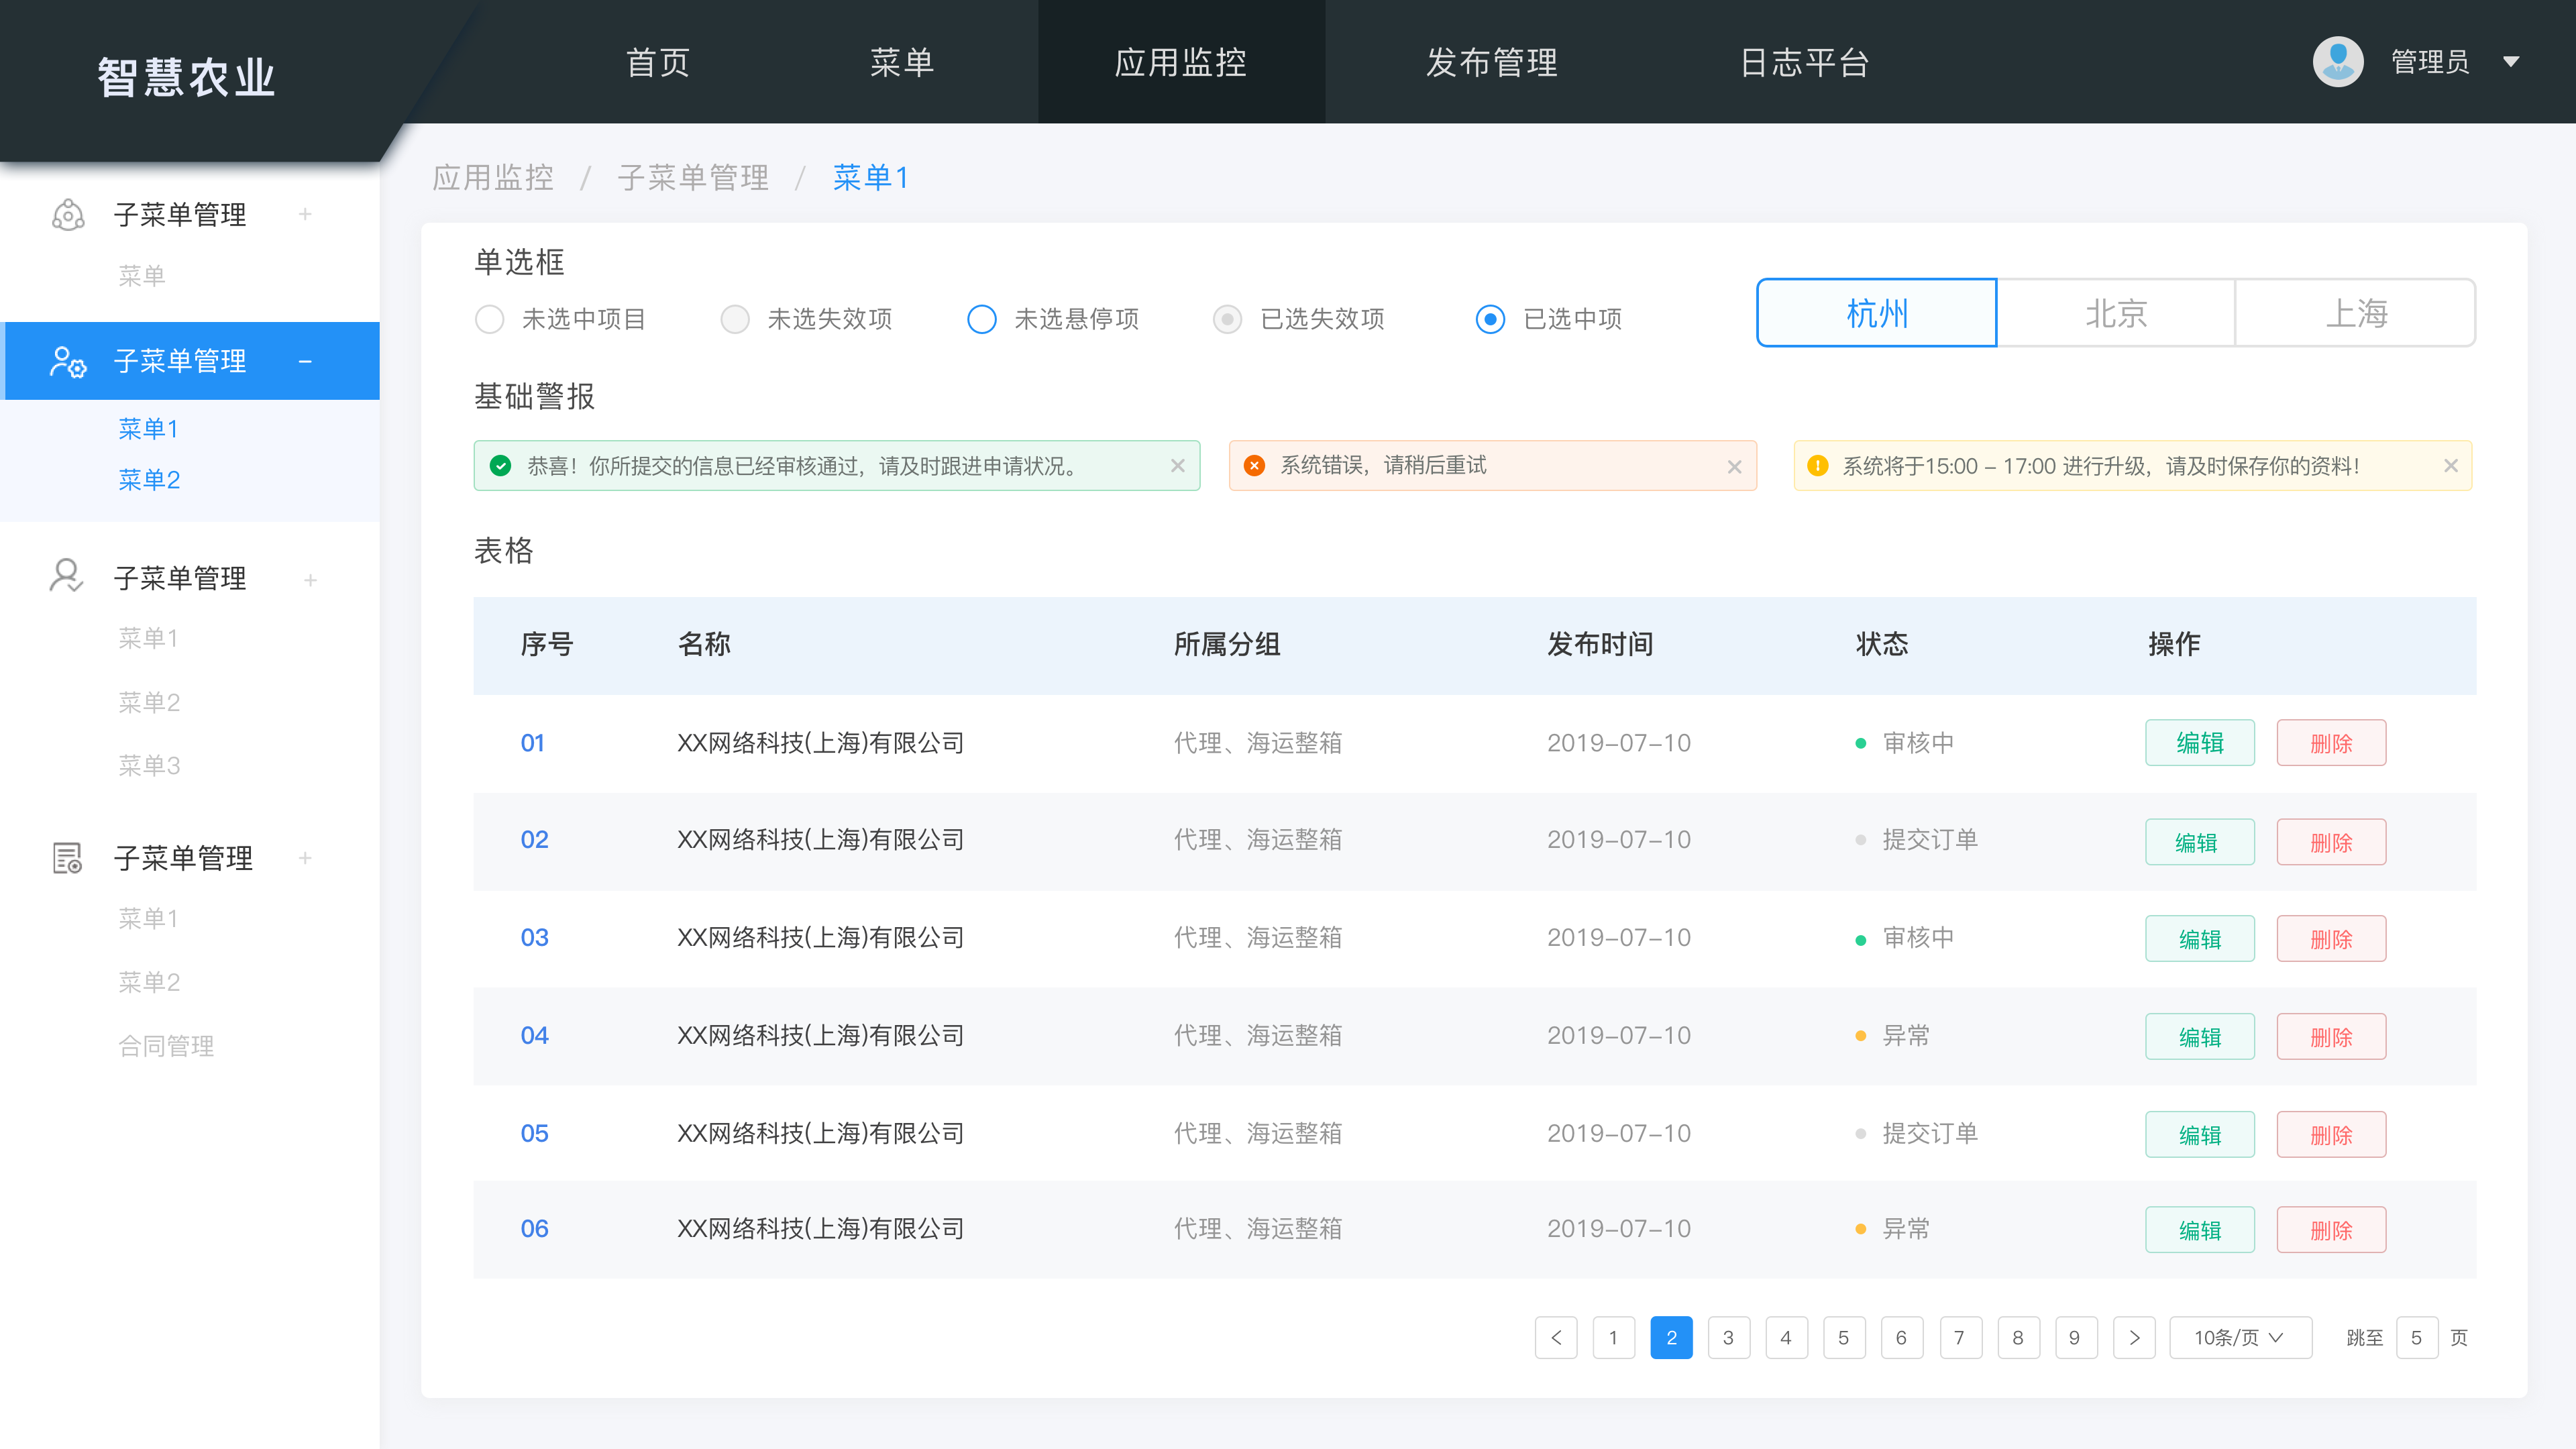 智慧农业
首页 菜单 应用监控 发布管理 日志平台 管理员
子菜单管理 +
菜单
子菜单管理 −
菜单1
菜单2
子菜单管理 +
菜单1
菜单2
菜单3
子菜单管理 +
菜单1
菜单2
合同管理
应用监控 / 子菜单管理 / 菜单1
单选框
未选中项目 未选失效项 未选悬停项 已选失效项 已选中项
杭州 北京 上海
基础警报
恭喜！你所提交的信息已经审核通过，请及时跟进申请状况。
系统错误，请稍后重试
系统将于15:00 – 17:00 进行升级，请及时保存你的资料！
表格
序号 名称 所属分组 发布时间 状态 操作
01 XX网络科技(上海)有限公司 代理、海运整箱 2019–07–10 审核中 编辑 删除
02 XX网络科技(上海)有限公司 代理、海运整箱 2019–07–10 提交订单 编辑 删除
03 XX网络科技(上海)有限公司 代理、海运整箱 2019–07–10 审核中 编辑 删除
04 XX网络科技(上海)有限公司 代理、海运整箱 2019–07–10 异常 编辑 删除
05 XX网络科技(上海)有限公司 代理、海运整箱 2019–07–10 提交订单 编辑 删除
06 XX网络科技(上海)有限公司 代理、海运整箱 2019–07–10 异常 编辑 删除
< 1 2 3 4 5 6 7 8 9 > 10条/页 跳至 5 页